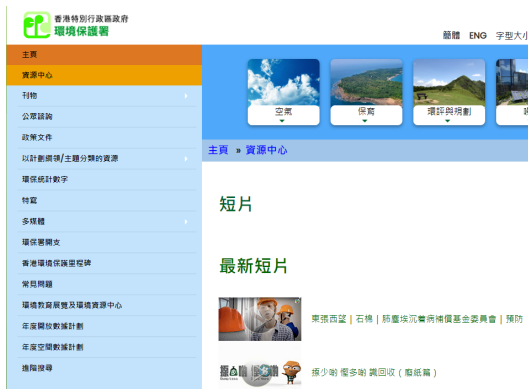 香港特別行政區政府
環境保護署
簡體 ENG 字型大小
主頁
資源中心
刊物
公眾諮詢
政策文件
以計劃綱領/主題分類的資源
環保統計數字
特寫
多媒體
環保署開支
香港環境保護里程碑
常見問題
環境教育展覽及環境資源中心
年度開放數據計劃
年度空間數據計劃
進階搜尋
空氣
保育
環評與規劃
主頁 » 資源中心
短片
最新短片
東張西望 | 石棉 | 肺塵埃沉着病補償基金委員會 | 預防
揼少啲 慳多啲 識回收 ( 廢紙篇 )